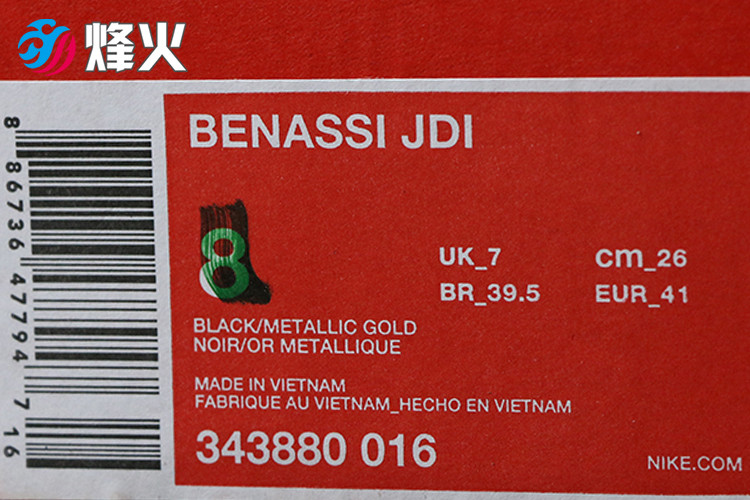 烽火
BENASSI JDI
8
UK_7 cm_26
BR_39.5 EUR_41
BLACK/METALLIC GOLD
NOIR/OR METALLIQUE
MADE IN VIETNAM
FABRIQUE AU VIETNAM_HECHO EN VIETNAM
343880 016
NIKE.COM
8 86736 47794 7 16